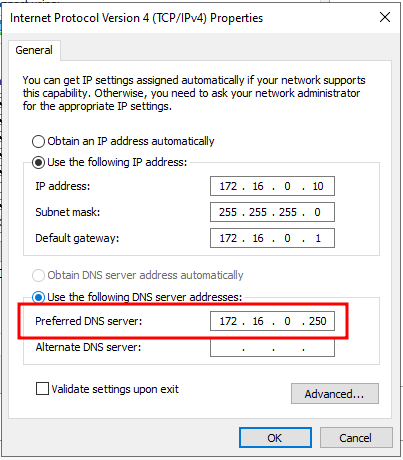 Internet Protocol Version 4 (TCP/IPv4) Properties
General
You can get IP settings assigned automatically if your network supports
this capability. Otherwise, you need to ask your network administrator
for the appropriate IP settings.
Obtain an IP address automatically
Use the following IP address:
IP address: 172 . 16 . 0 . 10
Subnet mask: 255 . 255 . 255 . 0
Default gateway: 172 . 16 . 0 . 1
Obtain DNS server address automatically
Use the following DNS server addresses:
Preferred DNS server: 172 . 16 . 0 . 250
Alternate DNS server: . . .
Validate settings upon exit
Advanced...
OK Cancel